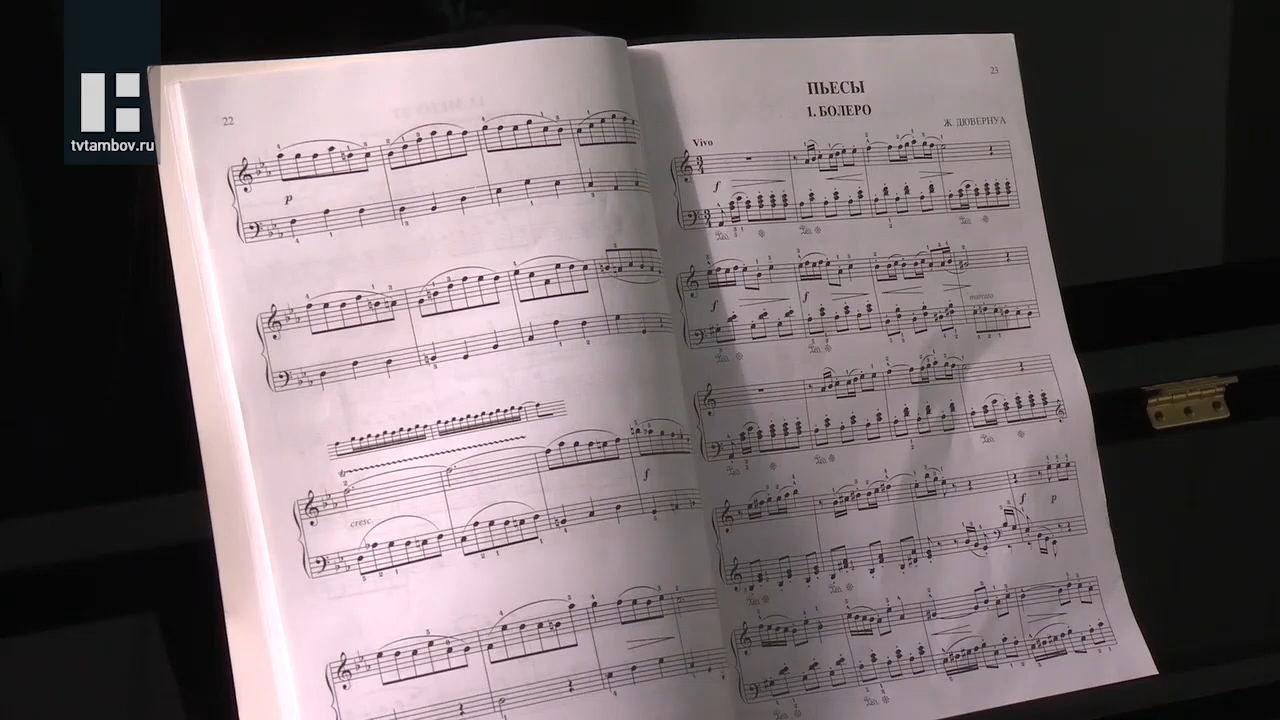 tvtambov.ru
22
p
cresc.
f
23
ПЬЕСЫ
1. БОЛЕРО
Ж. ДЮВЕРНУА
Vivo
f
f
f
marcato
f
p